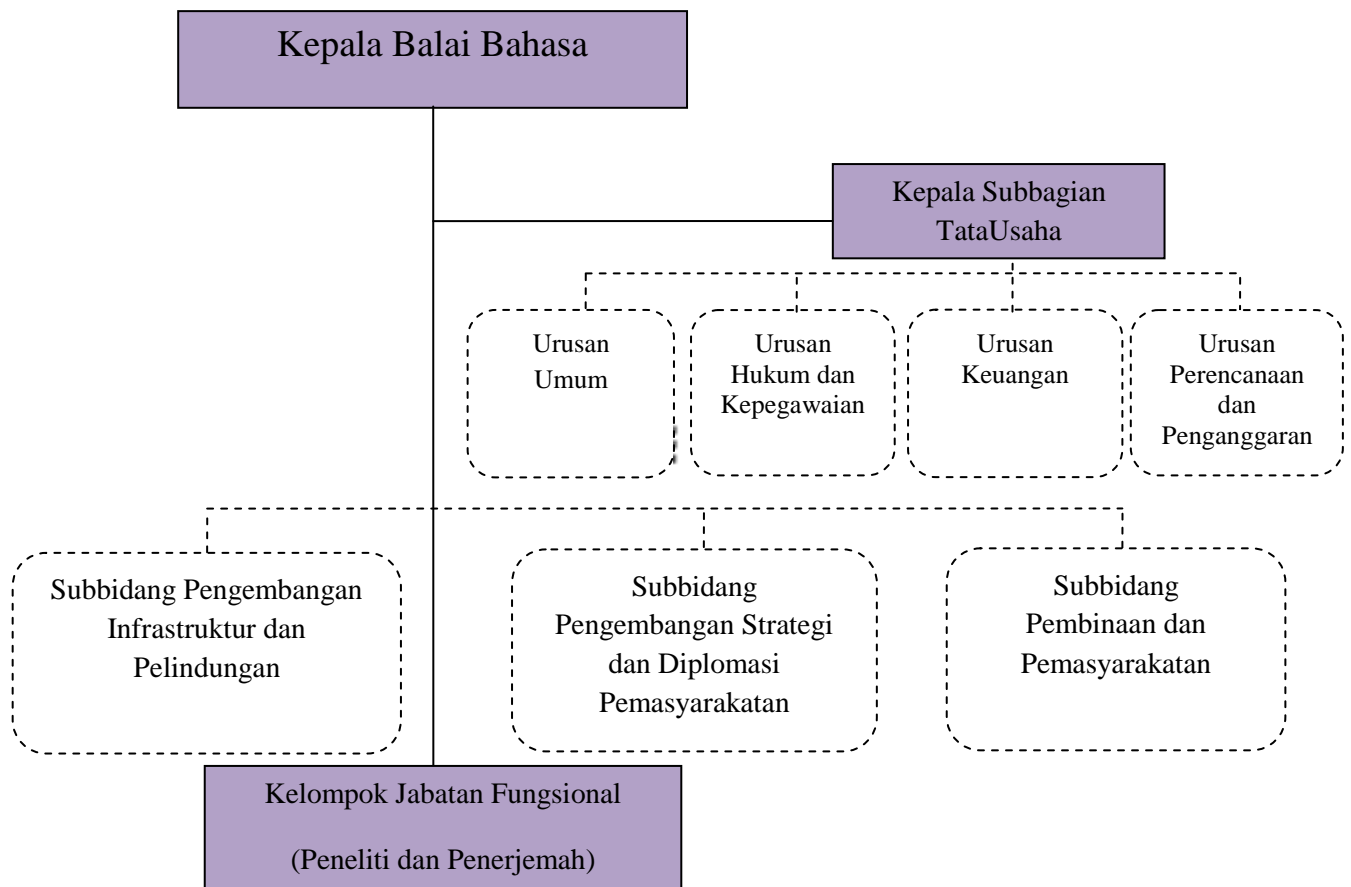 Kepala Balai Bahasa
Kepala Subbagian
TataUsaha
Urusan
Umum
Urusan
Hukum dan
Kepegawaian
Urusan
Keuangan
Urusan
Perencanaan
dan
Penganggaran
Subbidang Pengembangan
Infrastruktur dan
Pelindungan
Subbidang
Pengembangan Strategi
dan Diplomasi
Pemasyarakatan
Subbidang
Pembinaan dan
Pemasyarakatan
Kelompok Jabatan Fungsional
(Peneliti dan Penerjemah)